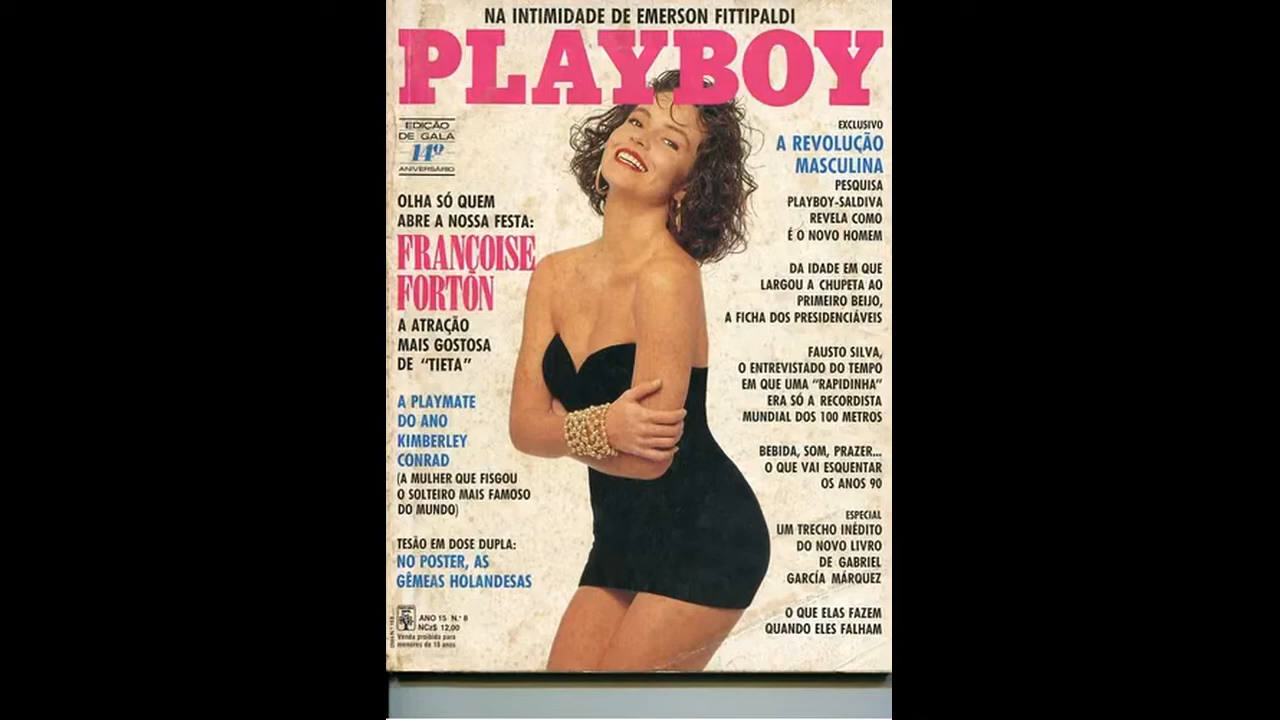 NA INTIMIDADE DE EMERSON FITTIPALDI
PLAYBOY
EDIÇÃO
DE GALA
14º
ANIVERSÁRIO
OLHA SÓ QUEM
ABRE A NOSSA FESTA:
FRANÇOISE
FORTON
A ATRAÇÃO
MAIS GOSTOSA
DE “TIETA”
A PLAYMATE
DO ANO
KIMBERLEY
CONRAD
(A MULHER QUE FISGOU
O SOLTEIRO MAIS FAMOSO
DO MUNDO)
TESÃO EM DOSE DUPLA:
NO POSTER, AS
GÊMEAS HOLANDESAS
ANO 15 N.º 8
NCz$ 12,00
Venda proibida para
menores de 18 anos
EXCLUSIVO
A REVOLUÇÃO
MASCULINA
PESQUISA
PLAYBOY-SALDIVA
REVELA COMO
É O NOVO HOMEM
DA IDADE EM QUE
LARGOU A CHUPETA AO
PRIMEIRO BEIJO,
A FICHA DOS PRESIDENCIÁVEIS
FAUSTO SILVA,
O ENTREVISTADO DO TEMPO
EM QUE UMA “RAPIDINHA”
ERA SÓ A RECORDISTA
MUNDIAL DOS 100 METROS
BEBIDA, SOM, PRAZER...
O QUE VAI ESQUENTAR
OS ANOS 90
ESPECIAL
UM TRECHO INÉDITO
DO NOVO LIVRO
DE GABRIEL
GARCÍA MÁRQUEZ
O QUE ELAS FAZEM
QUANDO ELES FALHAM